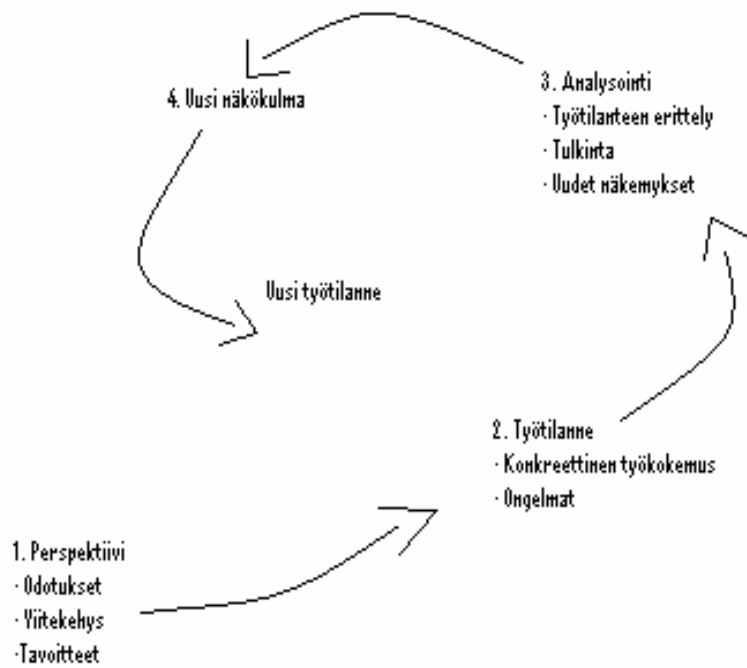 4. Uusi näkökulma
3. Analysointi
· Työtilanteen erittely
· Tulkinta
· Uudet näkemykset
Uusi työtilanne
2. Työtilanne
· Konkreettinen työkokemus
· Ongelmat
1. Perspektiivi
· Odotukset
· Viitekehys
·Tavoitteet